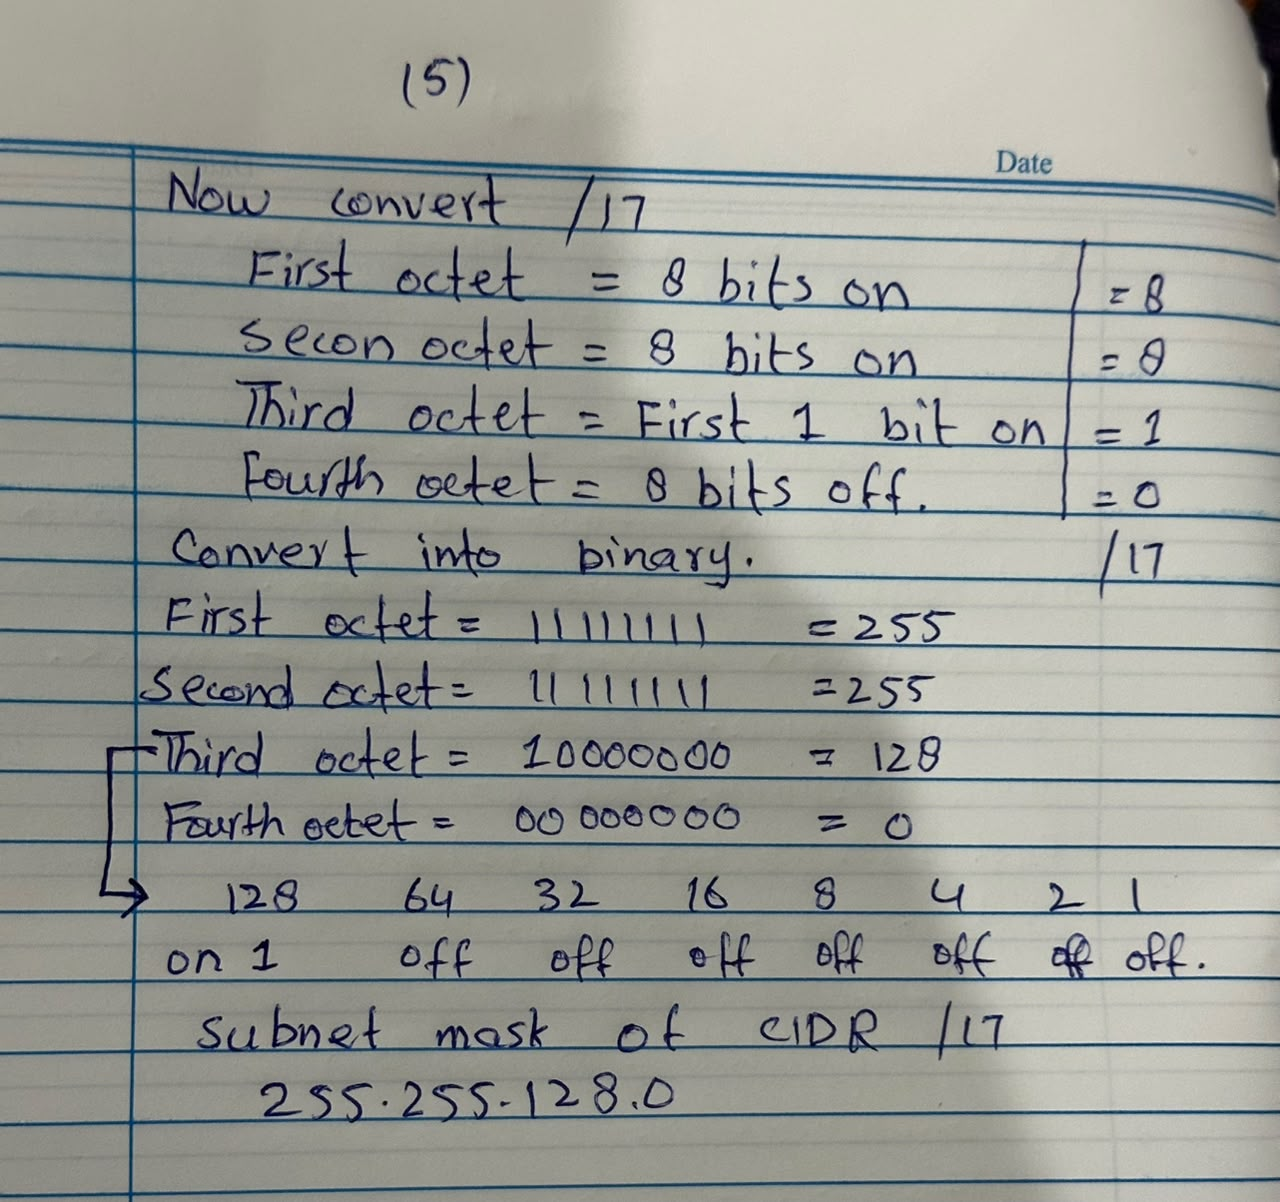 (5)
Date
Now convert /17
First octet = 8 bits on = 8
Secon octet = 8 bits on = 8
Third octet = First 1 bit on = 1
Fourth octet = 8 bits off. = 0
Convert into binary. /17
First octet = 11111111 = 255
Second octet = 11111111 = 255
Third octet = 10000000 = 128
Fourth octet = 00000000 = 0
128 64 32 16 8 4 2 1
on 1 off off off off off off off.
Subnet mask of CIDR /17
255.255.128.0